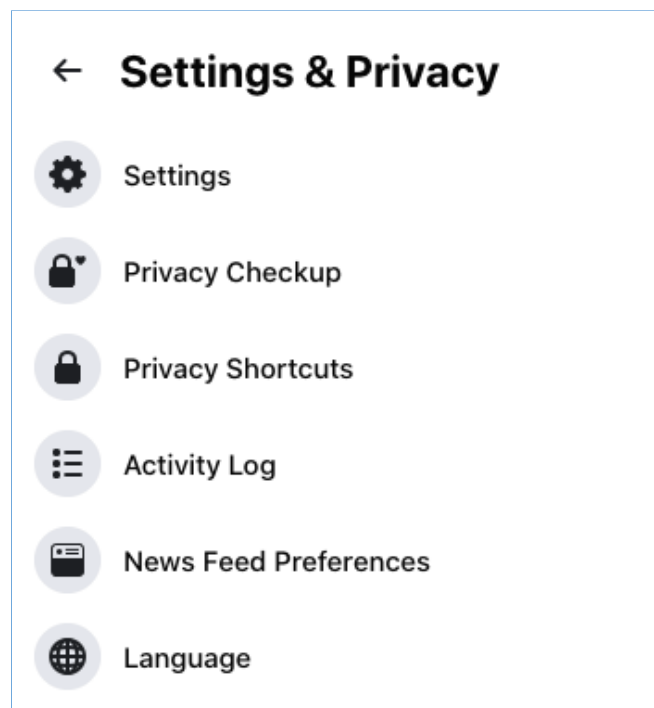 Settings & Privacy
Settings
Privacy Checkup
Privacy Shortcuts
Activity Log
News Feed Preferences
Language